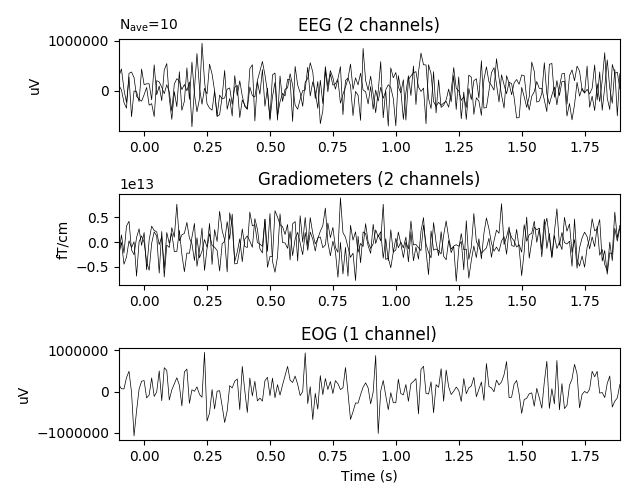 N_ave=10
EEG (2 channels)
uV
1000000
0
0.00 0.25 0.50 0.75 1.00 1.25 1.50 1.75
1e13
Gradiometers (2 channels)
fT/cm
0.5
0.0
−0.5
0.00 0.25 0.50 0.75 1.00 1.25 1.50 1.75
EOG (1 channel)
uV
1000000
0
−1000000
0.00 0.25 0.50 0.75 1.00 1.25 1.50 1.75
Time (s)